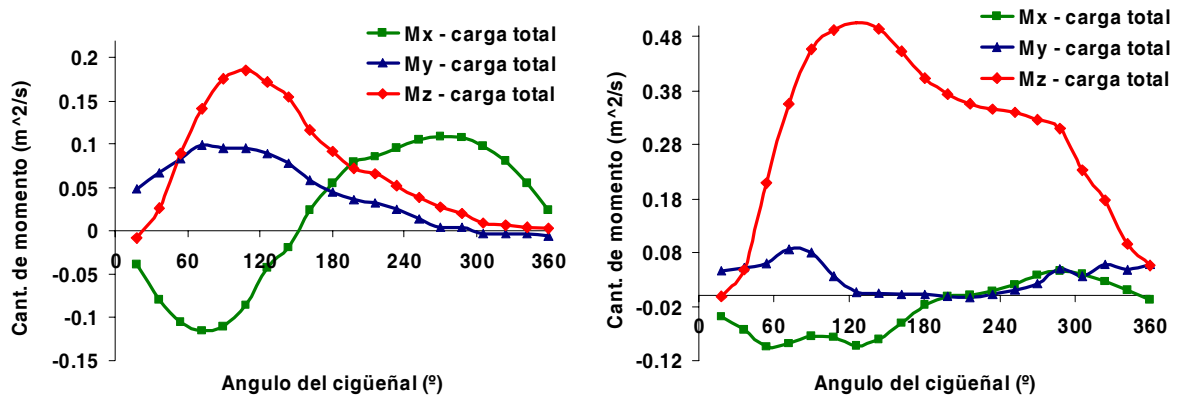 Mx - carga total
My - carga total
Mz - carga total
Cant. de momento (m^2/s)
0.2
0.15
0.1
0.05
0
-0.05
-0.1
-0.15
0 60 120 180 240 300 360
Angulo del cigüeñal (º)
Mx - carga total
My - carga total
Mz - carga total
Cant. de momento (m^2/s)
0.48
0.38
0.28
0.18
0.08
-0.02
-0.12
0 60 120 180 240 300 360
Angulo del cigüeñal (º)